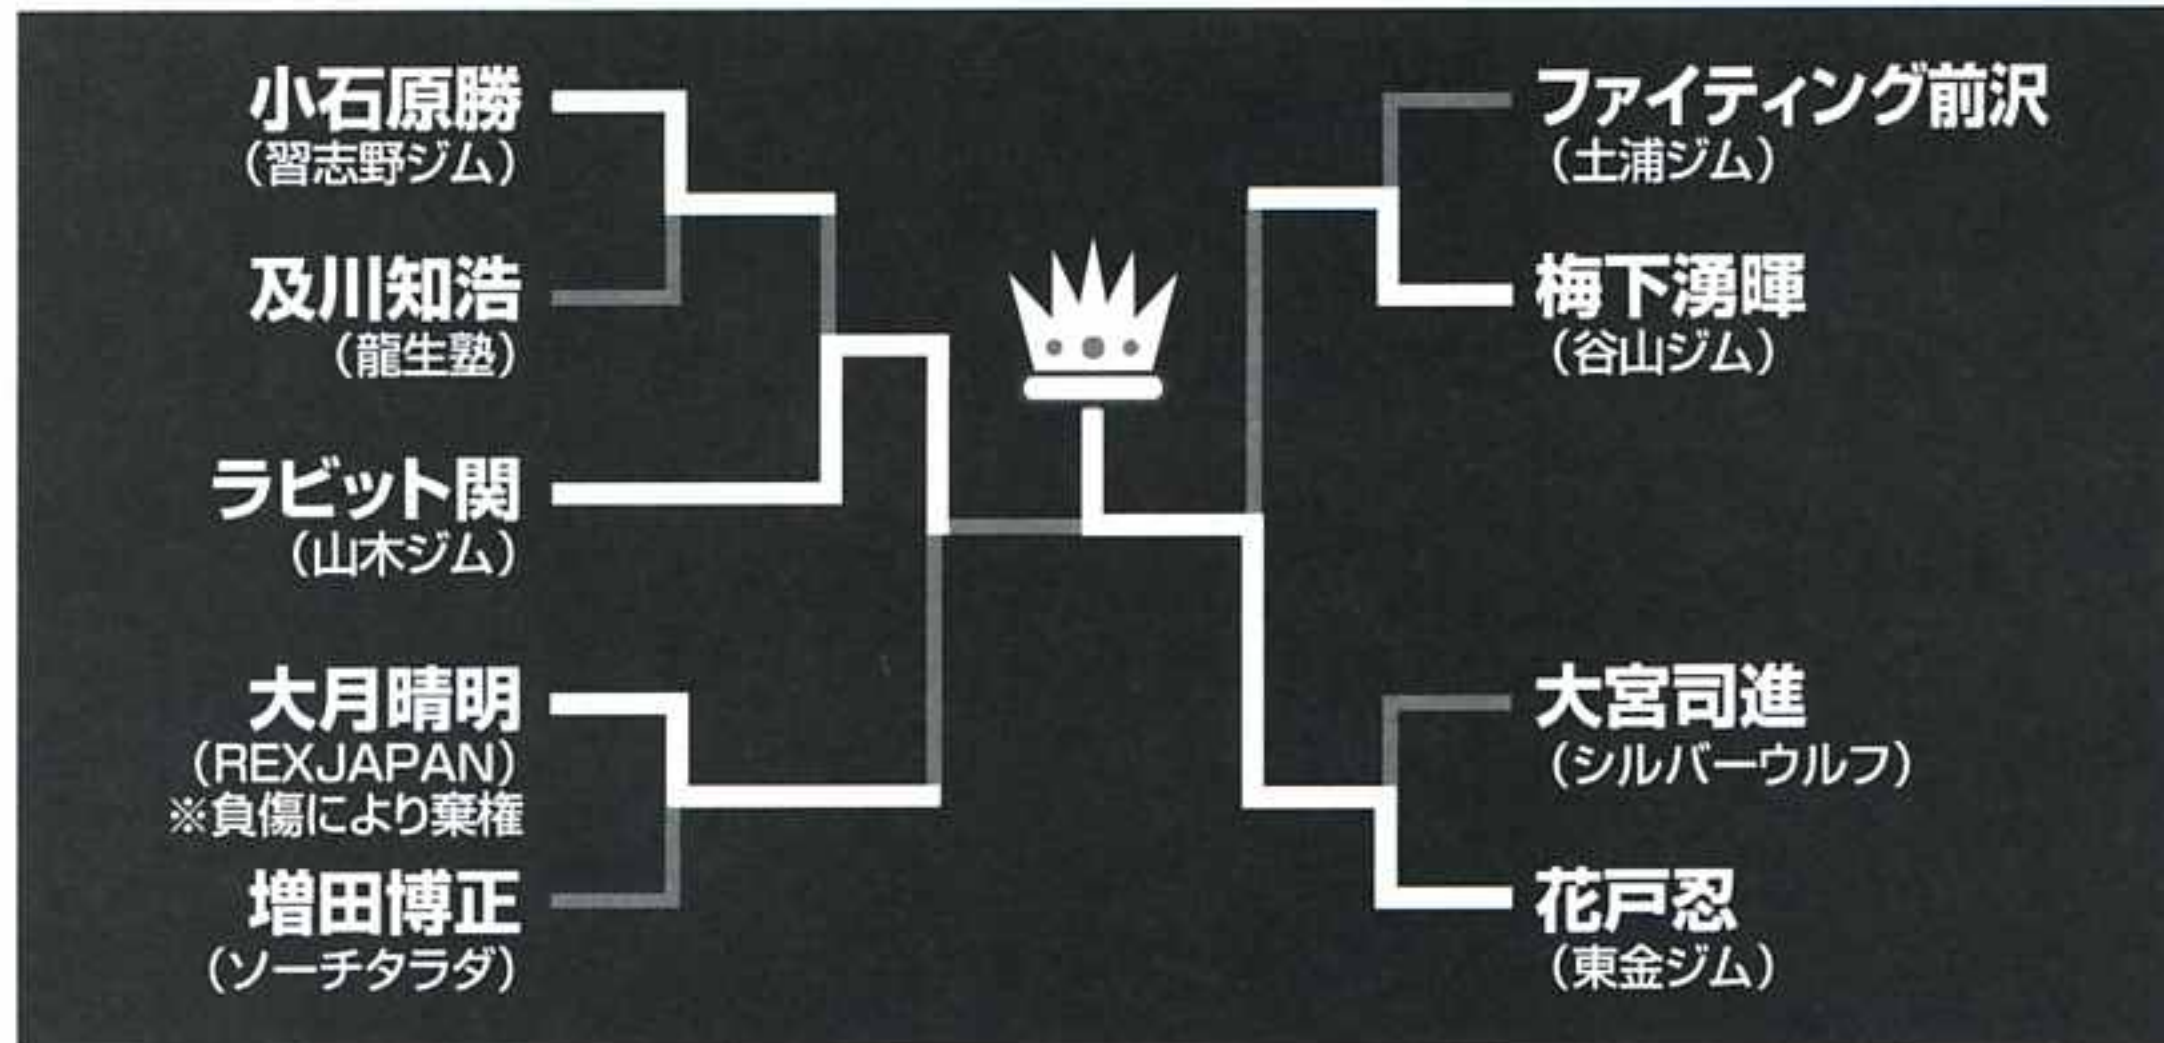 小石原勝
（習志野ジム）
及川知浩
（龍生塾）
ラビット関
（山木ジム）
大月晴明
（REXJAPAN）
※負傷により棄権
増田博正
（ソーチタラダ）
ファイティング前沢
（土浦ジム）
梅下湧暉
（谷山ジム）
大宮司進
（シルバーウルフ）
花戸忍
（東金ジム）